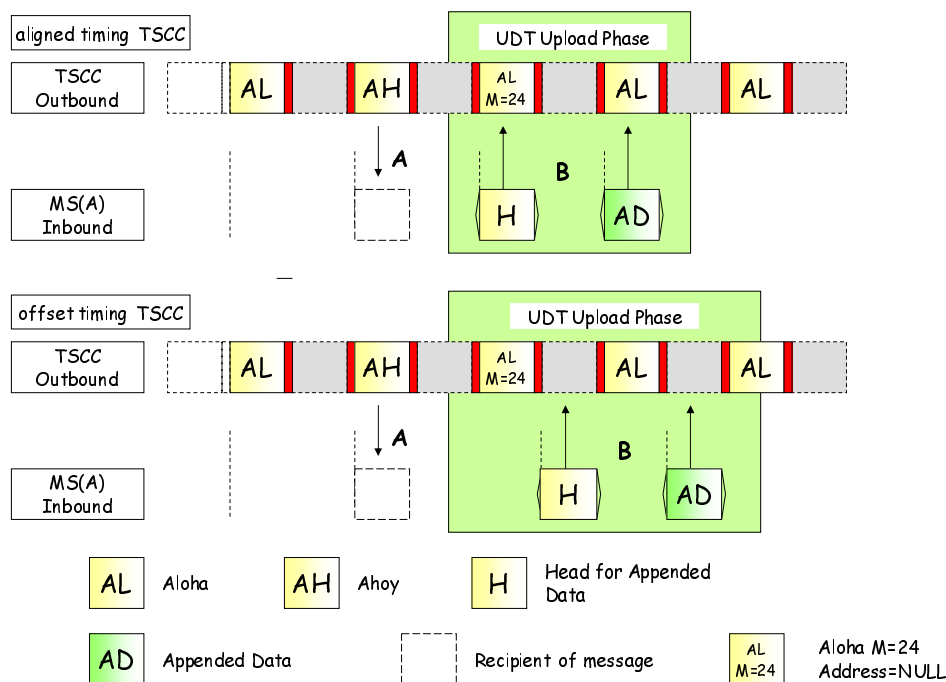 aligned timing TSCC
UDT Upload Phase
TSCC
Outbound
AL
AH
AL
M=24
AL
AL
A
B
MS(A)
Inbound
H
AD
offset timing TSCC
UDT Upload Phase
TSCC
Outbound
AL
AH
AL
M=24
AL
AL
A
B
MS(A)
Inbound
H
AD
AL
Aloha
AH
Ahoy
H
Head for Appended
Data
AD
Appended Data
Recipient of message
AL
M=24
Aloha M=24
Address=NULL